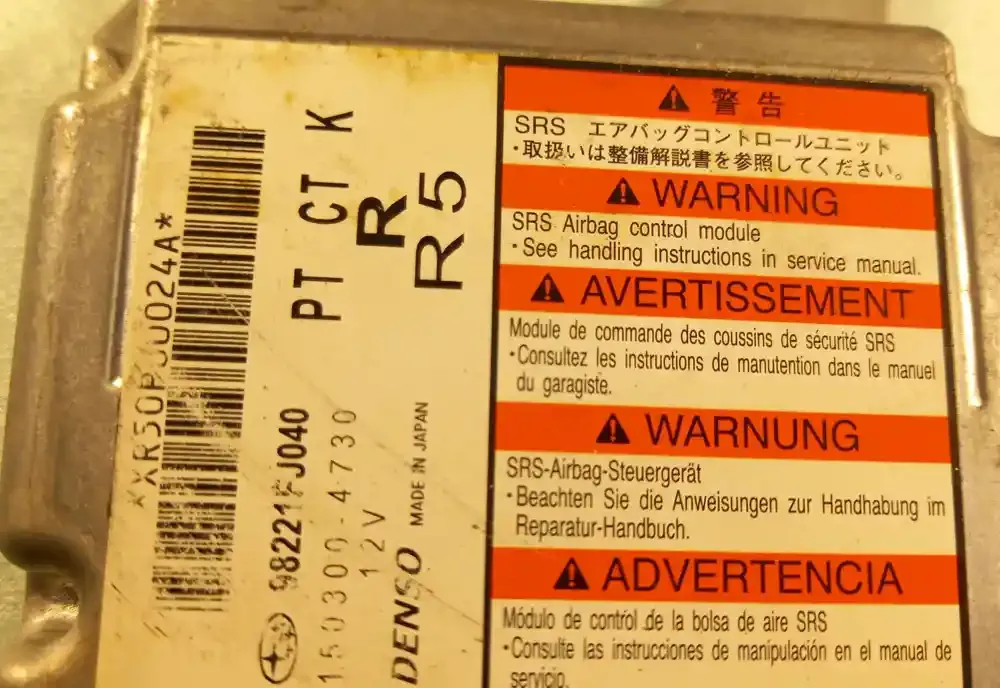 PT CT K
R
R5
98221FJ040
150300-4730
12V
DENSO MADE IN JAPAN
警告
SRS エアバッグコントロールユニット
・取扱いは整備解説書を参照してください。
WARNING
SRS Airbag control module
・See handling instructions in service manual.
AVERTISSEMENT
Module de commande des coussins de sécurité SRS
・Consultez les instructions de manutention dans le manuel
du garagiste.
WARNUNG
SRS-Airbag-Steuergerät
・Beachten Sie die Anweisungen zur Handhabung im
Reparatur-Handbuch.
ADVERTENCIA
Módulo de control de la bolsa de aire SRS
・Consulte las instrucciones de manipulación en el manual de
servicio.